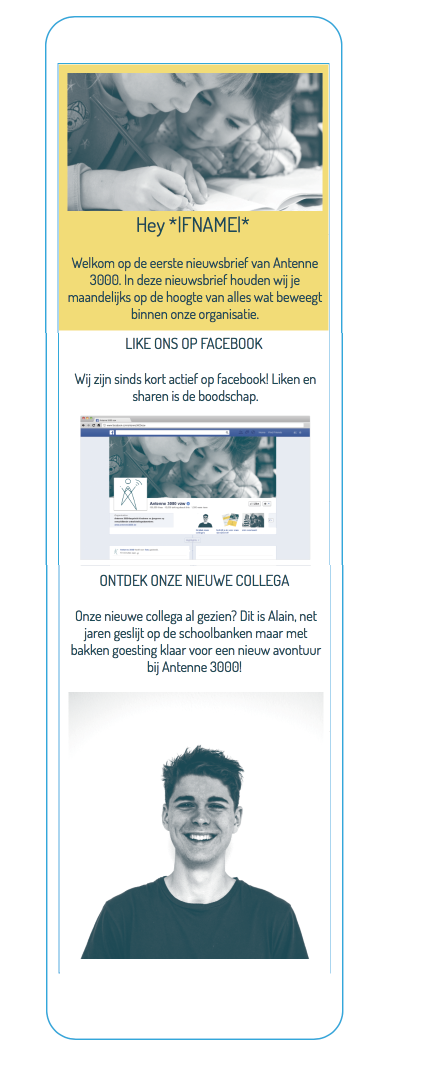 Hey *|FNAME|*
Welkom op de eerste nieuwsbrief van Antenne
3000. In deze nieuwsbrief houden wij je
maandelijks op de hoogte van alles wat beweegt
binnen onze organisatie.
LIKE ONS OP FACEBOOK
Wij zijn sinds kort actief op facebook! Liken en
sharen is de boodschap.
ONTDEK ONZE NIEUWE COLLEGA
Onze nieuwe collega al gezien? Dit is Alain, net
jaren geslijt op de schoolbanken maar met
bakken goesting klaar voor een nieuw avontuur
bij Antenne 3000!